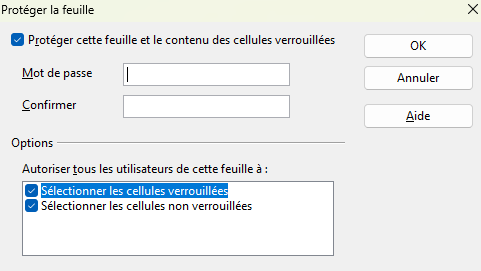 Protéger la feuille
Protéger cette feuille et le contenu des cellules verrouillées
OK
Mot de passe
Annuler
Confirmer
Aide
Options
Autoriser tous les utilisateurs de cette feuille à :
Sélectionner les cellules verrouillées
Sélectionner les cellules non verrouillées